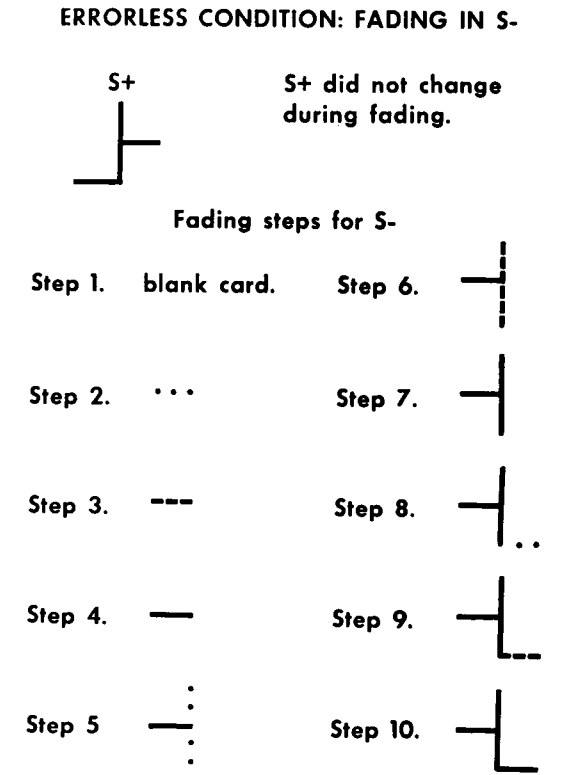 ERRORLESS CONDITION: FADING IN S-
S+
S+ did not change
during fading.
Fading steps for S-
Step 1. blank card.
Step 2.
Step 3.
Step 4.
Step 5
Step 6.
Step 7.
Step 8.
Step 9.
Step 10.